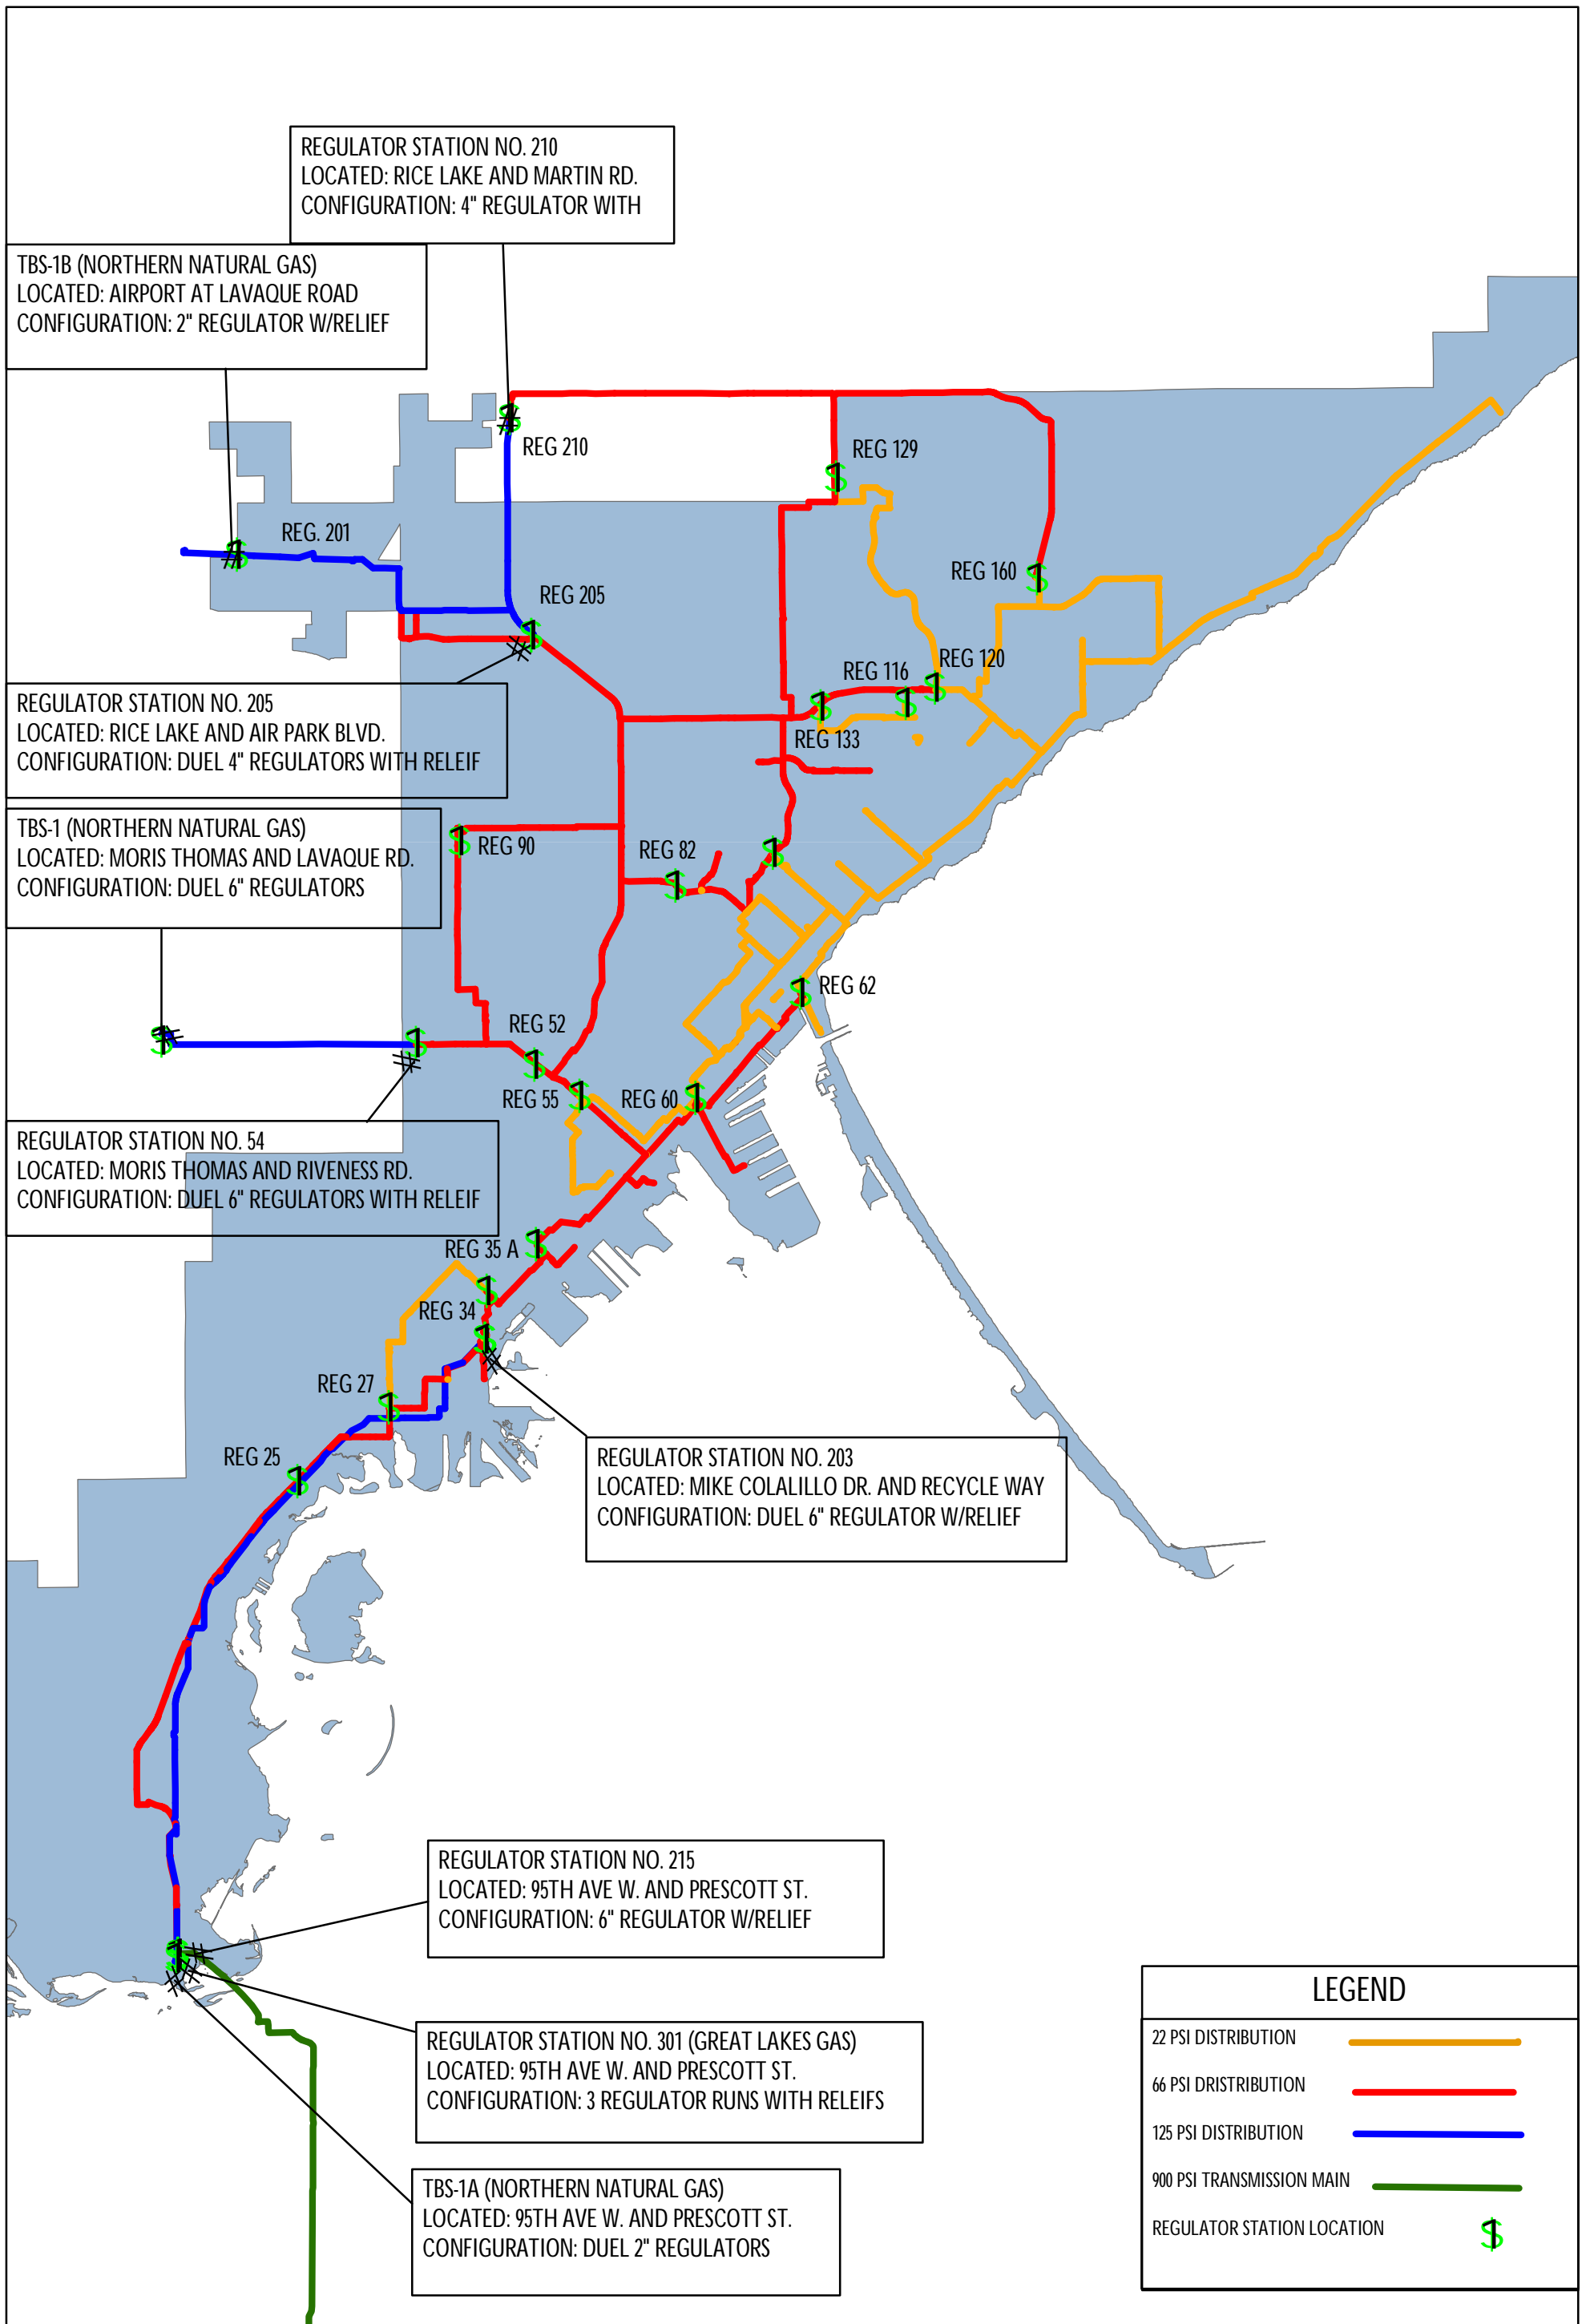 REGULATOR STATION NO. 210
LOCATED: RICE LAKE AND MARTIN RD.
CONFIGURATION: 4" REGULATOR WITH
TBS-1B (NORTHERN NATURAL GAS)
LOCATED: AIRPORT AT LAVAQUE ROAD
CONFIGURATION: 2" REGULATOR W/RELIEF
REG 210
REG 129
REG. 201
REG 160
REG 205
REG 116
REG 120
REGULATOR STATION NO. 205
LOCATED: RICE LAKE AND AIR PARK BLVD.
CONFIGURATION: DUEL 4" REGULATORS WITH RELEIF
REG 133
TBS-1 (NORTHERN NATURAL GAS)
LOCATED: MORIS THOMAS AND LAVAQUE RD.
CONFIGURATION: DUEL 6" REGULATORS
REG 90
REG 82
REG 62
REG 52
REG 55
REG 60
REGULATOR STATION NO. 54
LOCATED: MORIS THOMAS AND RIVENESS RD.
CONFIGURATION: DUEL 6" REGULATORS WITH RELEIF
REG 35 A
REG 34
REG 27
REG 25
REGULATOR STATION NO. 203
LOCATED: MIKE COLALILLO DR. AND RECYCLE WAY
CONFIGURATION: DUEL 6" REGULATOR W/RELIEF
REGULATOR STATION NO. 215
LOCATED: 95TH AVE W. AND PRESCOTT ST.
CONFIGURATION: 6" REGULATOR W/RELIEF
REGULATOR STATION NO. 301 (GREAT LAKES GAS)
LOCATED: 95TH AVE W. AND PRESCOTT ST.
CONFIGURATION: 3 REGULATOR RUNS WITH RELEIFS
TBS-1A (NORTHERN NATURAL GAS)
LOCATED: 95TH AVE W. AND PRESCOTT ST.
CONFIGURATION: DUEL 2" REGULATORS
LEGEND
22 PSI DISTRIBUTION
66 PSI DRISTRIBUTION
125 PSI DISTRIBUTION
900 PSI TRANSMISSION MAIN
REGULATOR STATION LOCATION